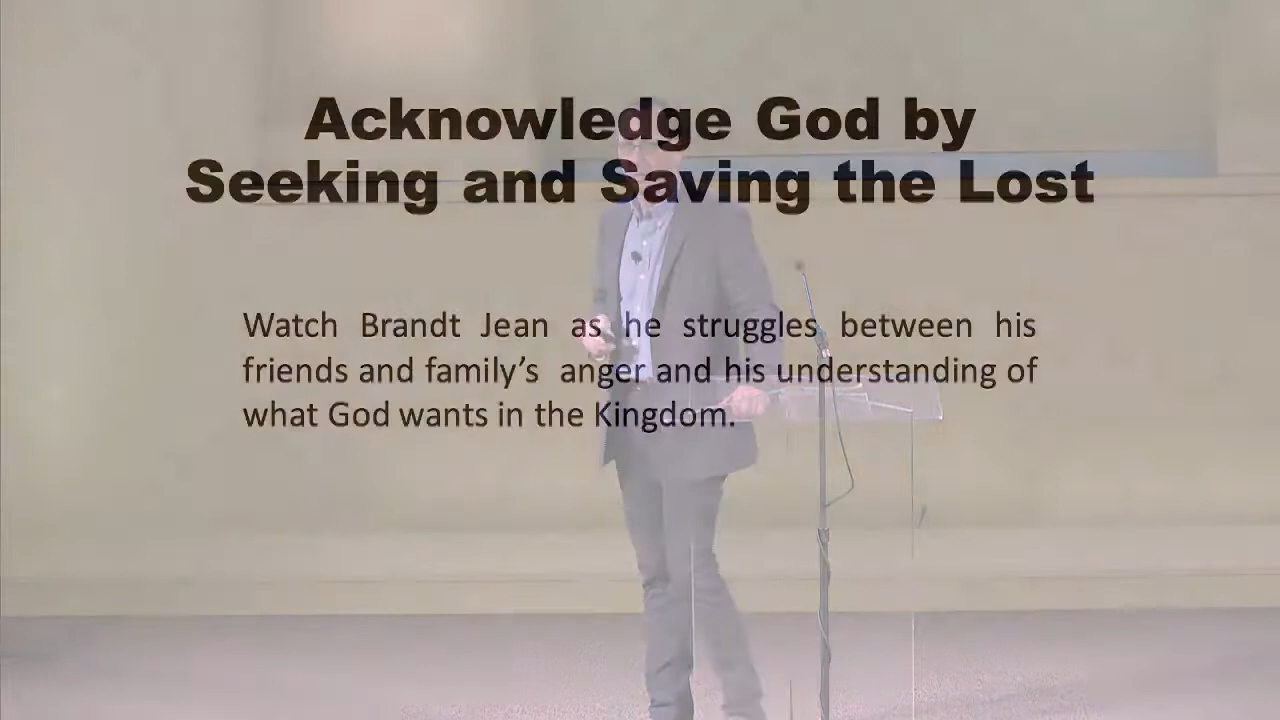 Acknowledge God by
Seeking and Saving the Lost
Watch Brandt Jean as he struggles between his
friends and family’s anger and his understanding of
what God wants in the Kingdom.